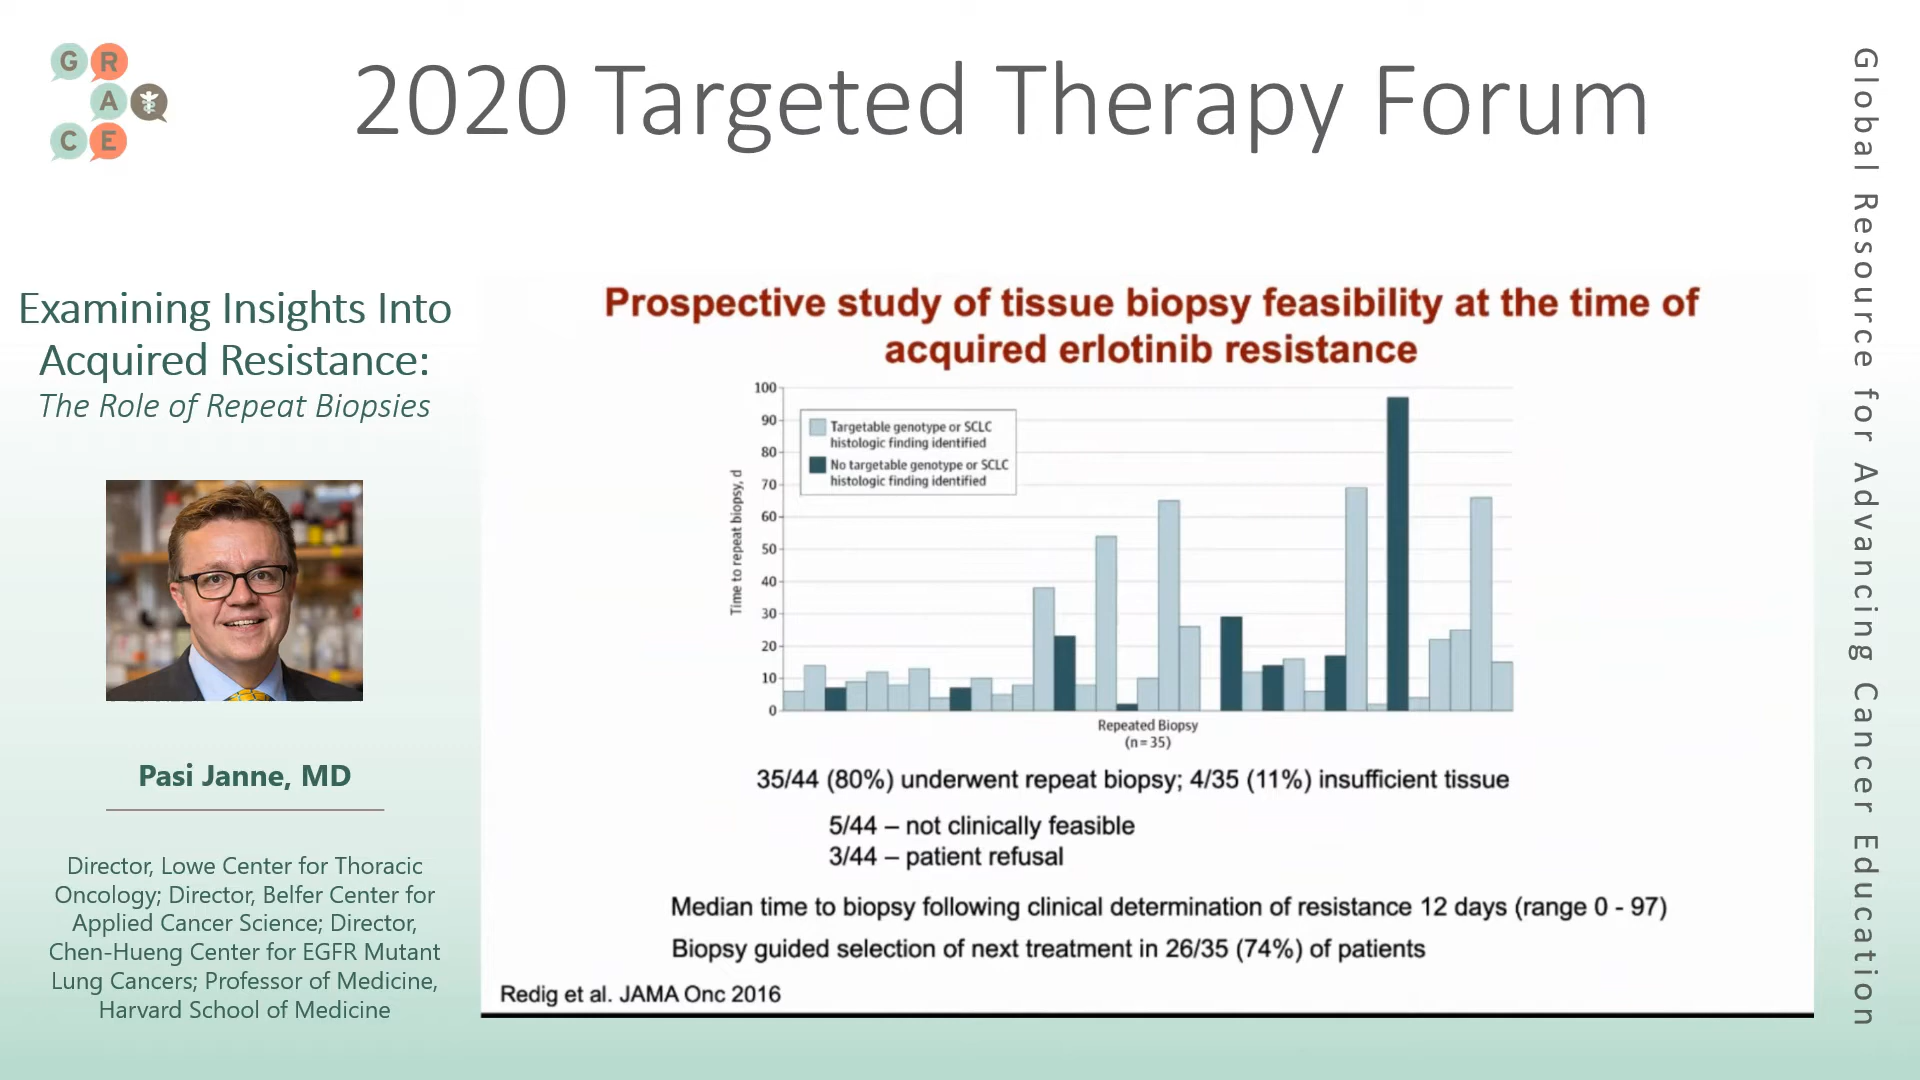 G R
A
C E
2020 Targeted Therapy Forum
Global Resource for Advancing Cancer Education
Examining Insights Into
Acquired Resistance:
The Role of Repeat Biopsies
Pasi Janne, MD
Director, Lowe Center for Thoracic
Oncology; Director, Belfer Center for
Applied Cancer Science; Director,
Chen-Hueng Center for EGFR Mutant
Lung Cancers; Professor of Medicine,
Harvard School of Medicine
Prospective study of tissue biopsy feasibility at the time of
acquired erlotinib resistance
Time to repeat biopsy, d
100
90
80
70
60
50
40
30
20
10
0
Targetable genotype or SCLC
histologic finding identified
No targetable genotype or SCLC
histologic finding identified
Repeated Biopsy
(n=35)
35/44 (80%) underwent repeat biopsy; 4/35 (11%) insufficient tissue
5/44 – not clinically feasible
3/44 – patient refusal
Median time to biopsy following clinical determination of resistance 12 days (range 0 - 97)
Biopsy guided selection of next treatment in 26/35 (74%) of patients
Redig et al. JAMA Onc 2016